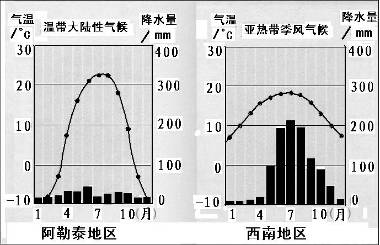 气温 /°C 温带大陆性气候 降水量 / mm
30 400
20 300
10 200
0 100
-10 0
1 4 7 10(月)
阿勒泰地区
气温 /°C 亚热带季风气候 降水量 / mm
30 400
20 300
10 200
0 100
-10 0
1 4 7 10(月)
西南地区